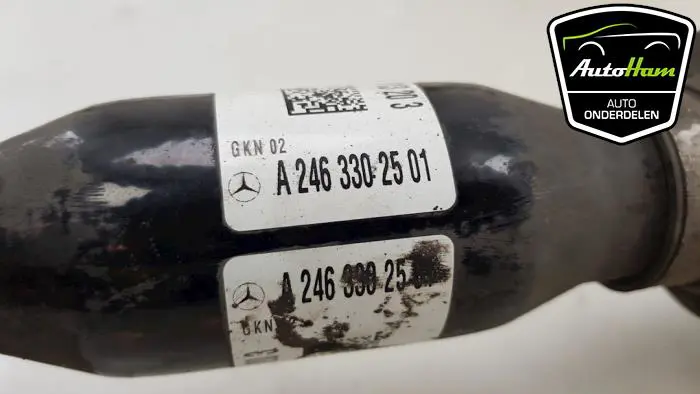 AutoHam
AUTO
ONDERDELEN
GKN 02
A 246 330 25 01
A 246 330 25
GKN